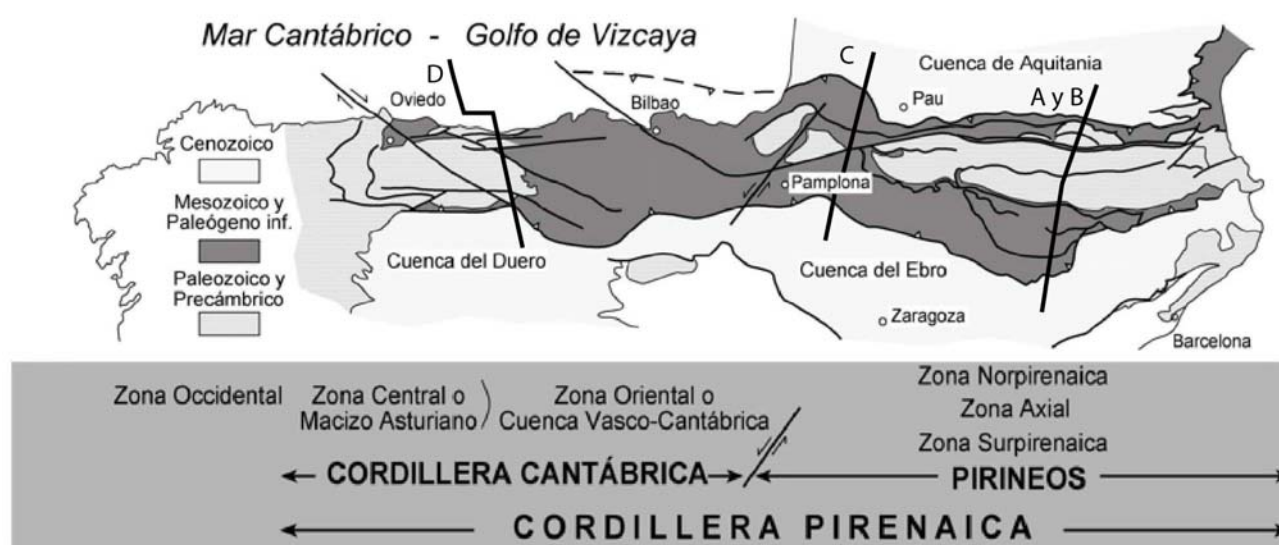 Mar Cantábrico - Golfo de Vizcaya
D
C
Cuenca de Aquitania
Oviedo
Bilbao
Pau
A y B
Cenozoico
Mesozoico y
Paleógeno inf.
Paleozoico y
Precámbrico
Pamplona
Cuenca del Duero
Cuenca del Ebro
Zaragoza
Barcelona
Zona Occidental
Zona Central o
Macizo Asturiano
Zona Oriental o
Cuenca Vasco-Cantábrica
Zona Norpirenaica
Zona Axial
Zona Surpirenaica
CORDILLERA CANTÁBRICA
PIRINEOS
CORDILLERA PIRENAICA